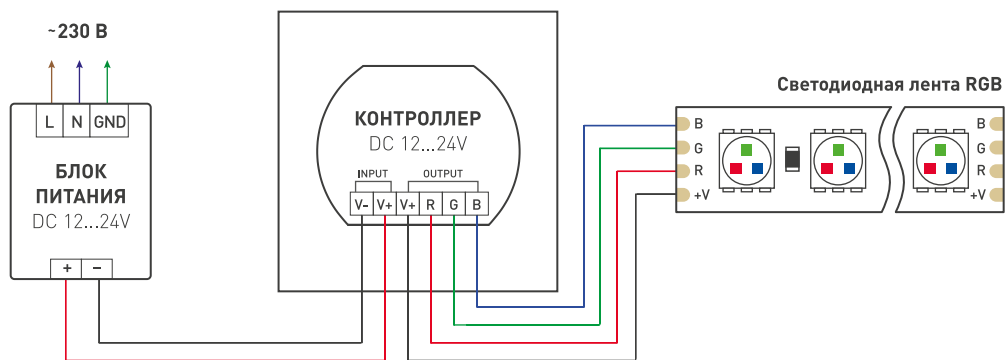 ~230 В
L N GND
БЛОК
ПИТАНИЯ
DC 12...24V
+ −
КОНТРОЛЛЕР
DC 12...24V
INPUT OUTPUT
V- V+ V+ R G B
Светодиодная лента RGB
B B
G G
R R
+V +V